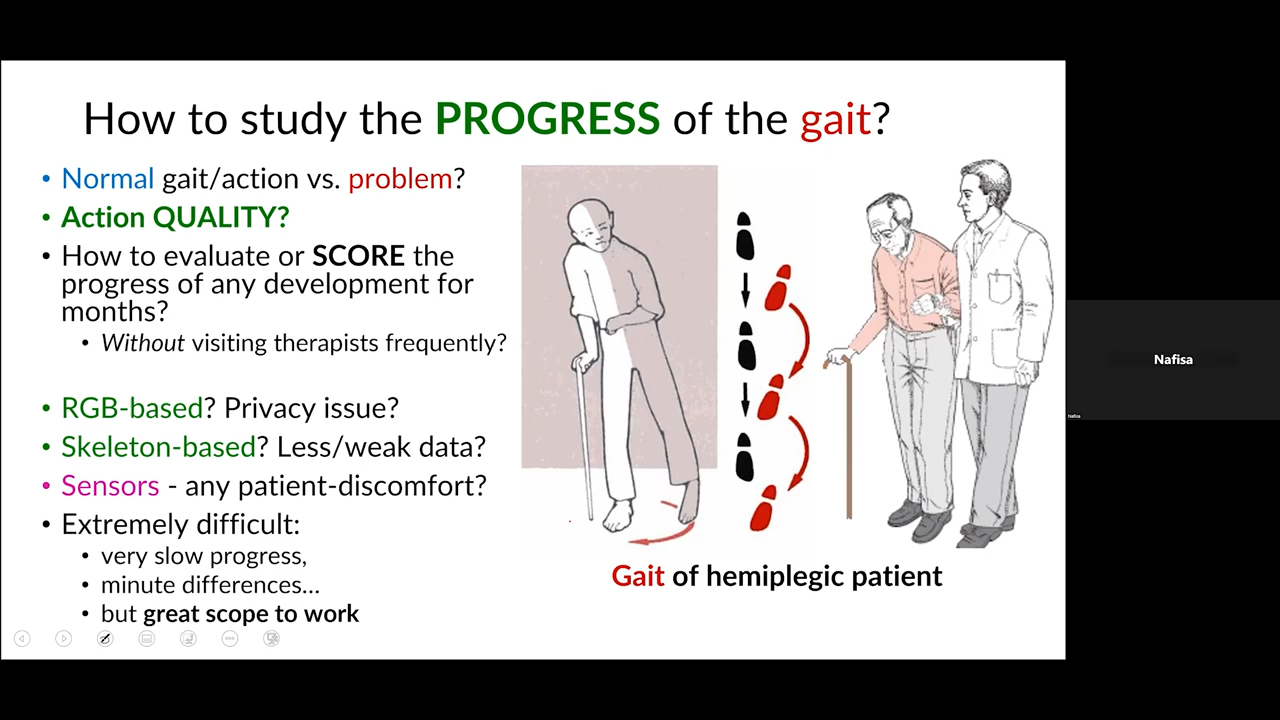 How to study the PROGRESS of the gait?
• Normal gait/action vs. problem?
• Action QUALITY?
• How to evaluate or SCORE the
progress of any development for
months?
• Without visiting therapists frequently?
• RGB-based? Privacy issue?
• Skeleton-based? Less/weak data?
• Sensors - any patient-discomfort?
• Extremely difficult:
• very slow progress,
• minute differences...
• but great scope to work
Gait of hemiplegic patient
Nafisa
Nafisa